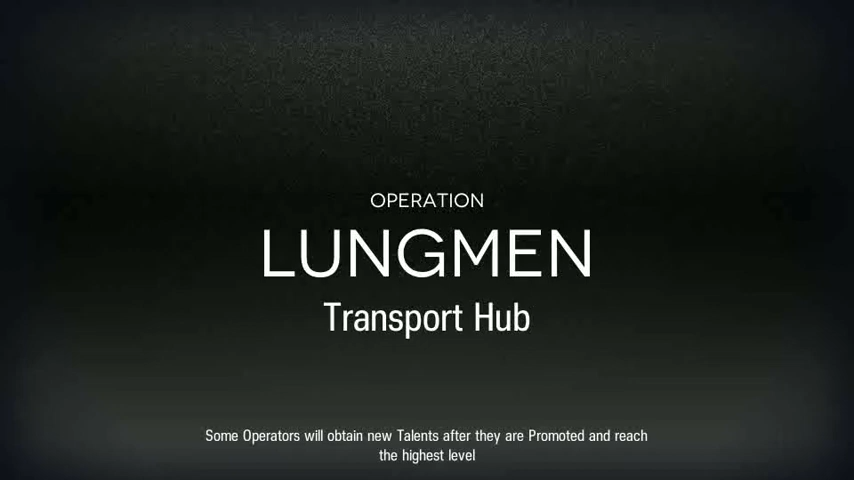 OPERATION
LUNGMEN
Transport Hub
Some Operators will obtain new Talents after they are Promoted and reach
the highest level